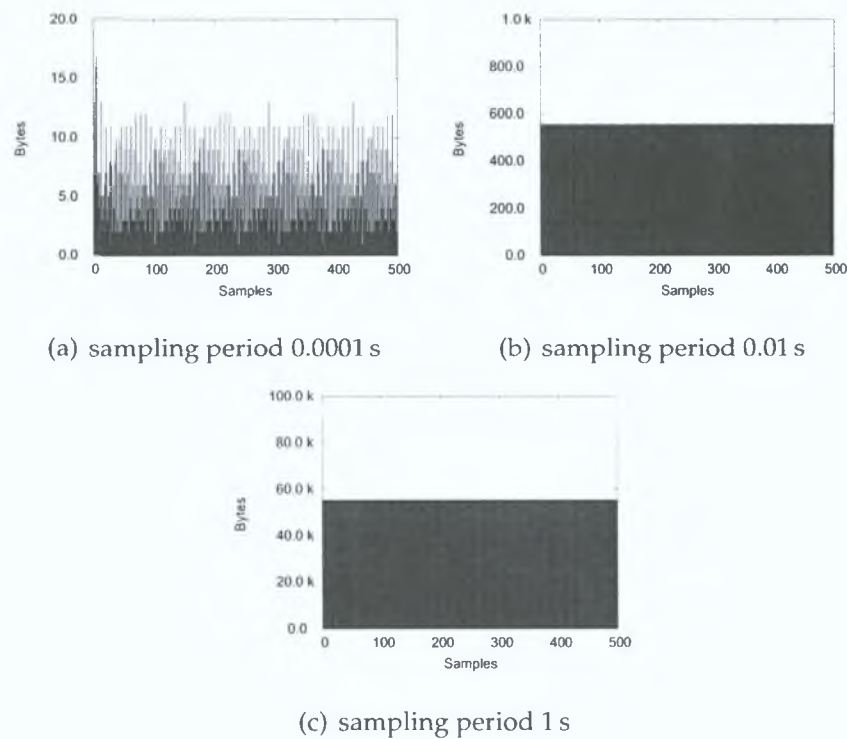 20.0
15.0
10.0
5.0
0.0
Bytes
0 100 200 300 400 500
Samples
(a) sampling period 0.0001 s
1.0 k
800.0
600.0
400.0
200.0
0.0
Bytes
0 100 200 300 400 500
Samples
(b) sampling period 0.01 s
100.0 k
80.0 k
60.0 k
40.0 k
20.0 k
0.0
Bytes
0 100 200 300 400 500
Samples
(c) sampling period 1 s